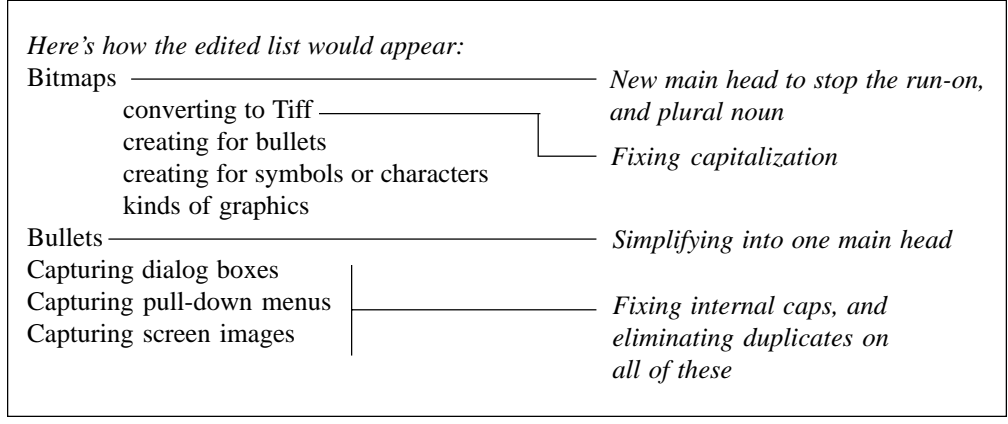 Here's how the edited list would appear:
Bitmaps
New main head to stop the run-on,
and plural noun
converting to Tiff
creating for bullets
Fixing capitalization
creating for symbols or characters
kinds of graphics
Bullets
Simplifying into one main head
Capturing dialog boxes
Capturing pull-down menus
Capturing screen images
Fixing internal caps, and
eliminating duplicates on
all of these